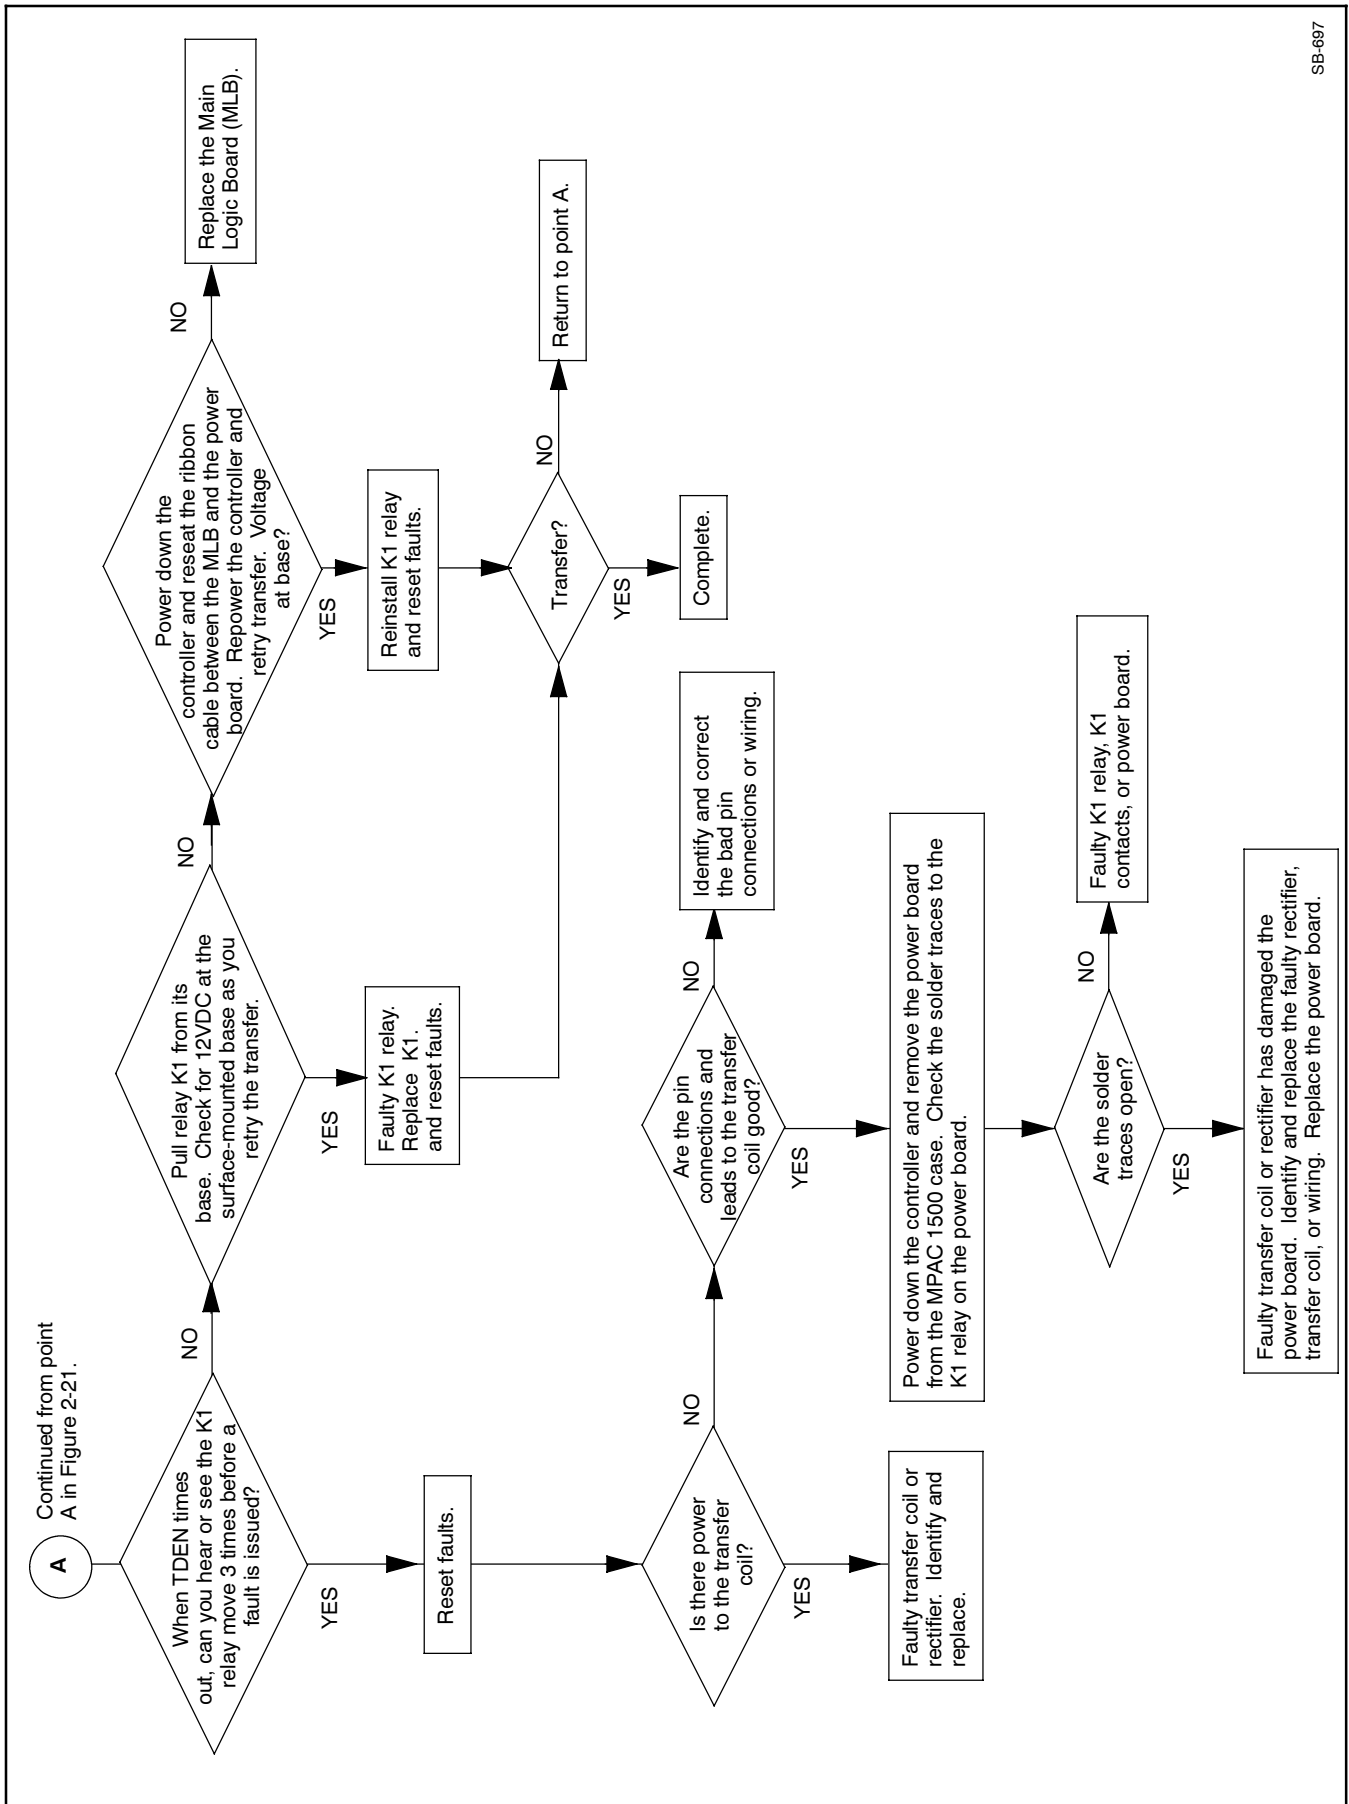 A
Continued from point
A in Figure 2-21.
When TDEN times
out, can you hear or see the K1
relay move 3 times before a
fault is issued?
NO
YES
Pull relay K1 from its
base.  Check for 12VDC at the
surface-mounted base as you
retry the transfer.
NO
YES
Power down the
controller and reseat the ribbon
cable between the MLB and the power
board.  Repower the controller and
retry transfer.  Voltage
at base?
NO
YES
Replace the Main
Logic Board (MLB).
Reset faults.
Faulty K1 relay.
Replace  K1.
and reset faults.
Reinstall K1 relay
and reset faults.
Transfer?
NO
YES
Return to point A.
Complete.
Is there power
to the transfer
coil?
NO
YES
Are the pin
connections and
leads to the transfer
coil good?
NO
YES
Identify and correct
the bad pin
connections or wiring.
Faulty transfer coil or
rectifier.  Identify and
replace.
Power down the controller and remove the power board
from the MPAC 1500 case.  Check the solder traces to the
K1 relay on the power board.
Are the solder
traces open?
NO
YES
Faulty K1 relay, K1
contacts, or power board.
Faulty transfer coil or rectifier has damaged the
power board.  Identify and replace the faulty rectifier,
transfer coil, or wiring.  Replace the power board.
SB-697